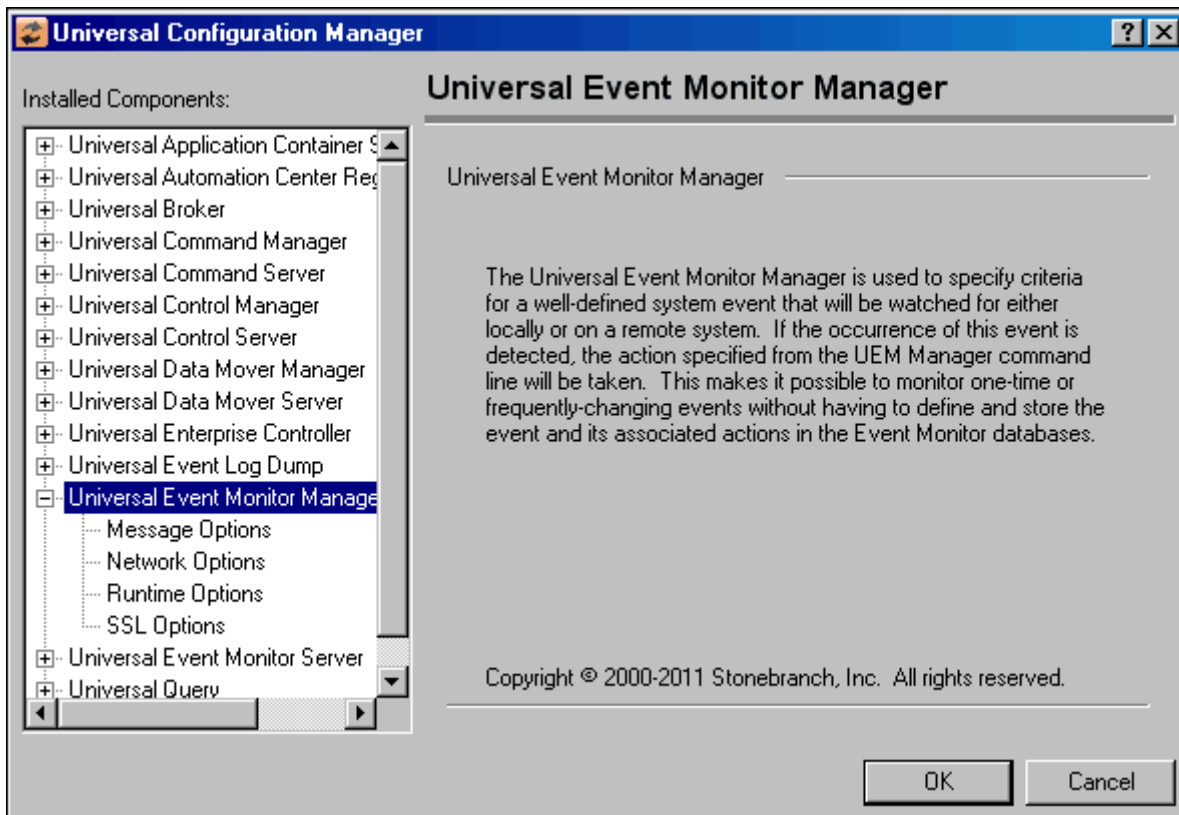 Universal Configuration Manager
Installed Components:
Universal Application Container S
Universal Automation Center Reg
Universal Broker
Universal Command Manager
Universal Command Server
Universal Control Manager
Universal Control Server
Universal Data Mover Manager
Universal Data Mover Server
Universal Enterprise Controller
Universal Event Log Dump
Universal Event Monitor Manage
Message Options
Network Options
Runtime Options
SSL Options
Universal Event Monitor Server
Universal Query
Universal Event Monitor Manager
Universal Event Monitor Manager
The Universal Event Monitor Manager is used to specify criteria
for a well-defined system event that will be watched for either
locally or on a remote system.  If the occurrence of this event is
detected, the action specified from the UEM Manager command
line will be taken.  This makes it possible to monitor one-time or
frequently-changing events without having to define and store the
event and its associated actions in the Event Monitor databases.
Copyright © 2000-2011 Stonebranch, Inc.  All rights reserved.
OK
Cancel